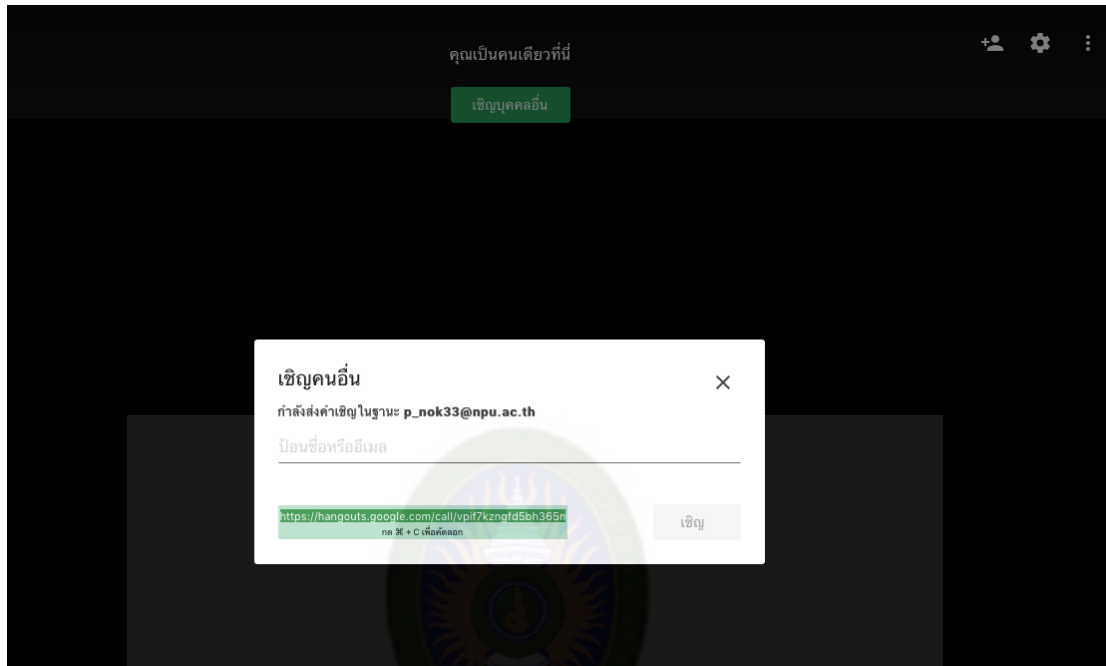 คุณเป็นคนเดียวที่นี่
เชิญบุคคลอื่น
เชิญคนอื่น
กำลังส่งคำเชิญในฐานะ p_nok33@npu.ac.th
ป้อนชื่อหรืออีเมล
https://hangouts.google.com/call/vpif7kzngfd5bh365m
กด ⌘ + C เพื่อคัดลอก
เชิญ